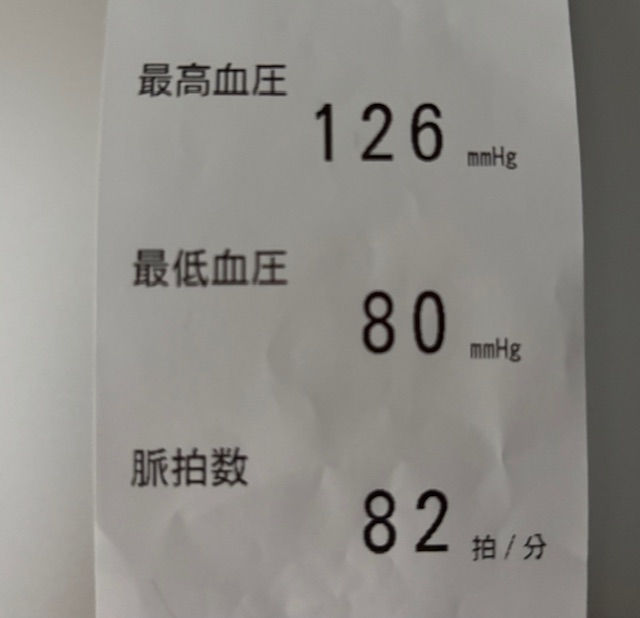 最高血圧
126 mmHg
最低血圧
80 mmHg
脈拍数
82 拍/分